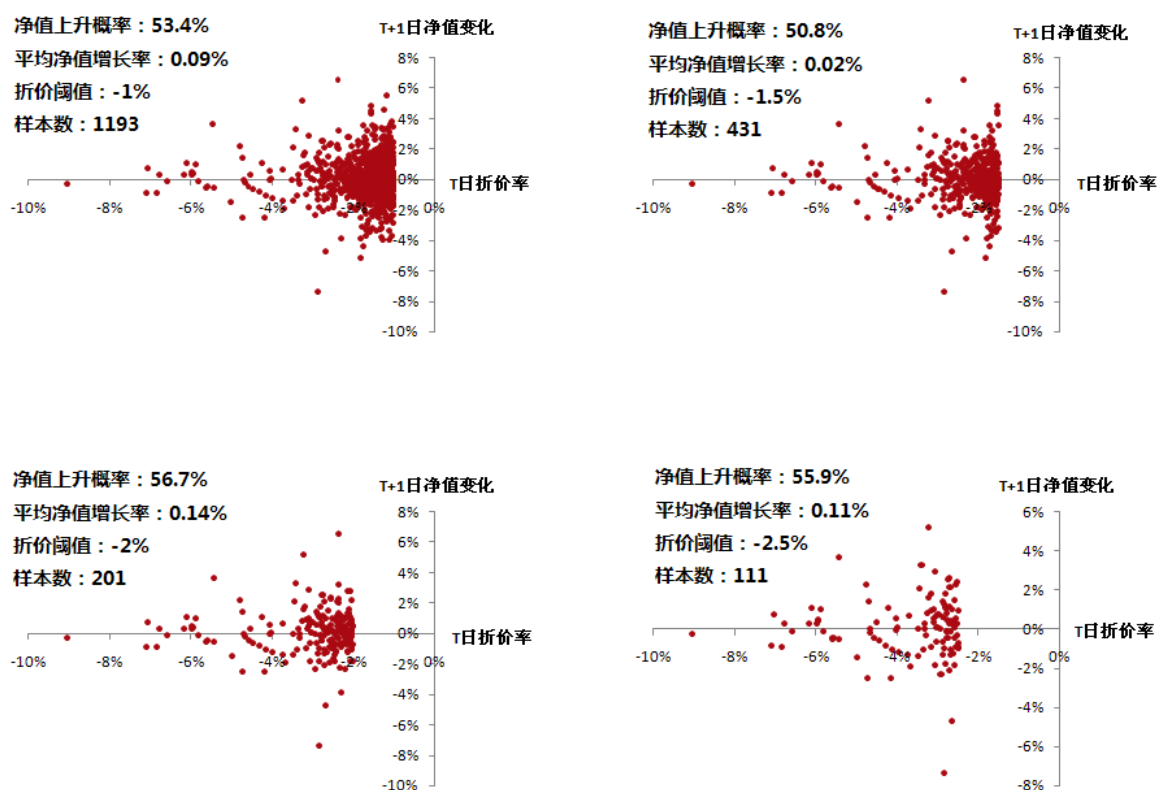 净值上升概率：53.4%
平均净值增长率：0.09%
折价阈值：-1%
样本数：1193
T+1日净值变化
8%
6%
4%
2%
0%
-2%
-4%
-6%
-8%
-10%
T日折价率
-10%
-8%
-6%
-4%
-2%
0%
净值上升概率：50.8%
平均净值增长率：0.02%
折价阈值：-1.5%
样本数：431
T+1日净值变化
8%
6%
4%
2%
0%
-2%
-4%
-6%
-8%
-10%
T日折价率
-10%
-8%
-6%
-4%
-2%
0%
净值上升概率：56.7%
平均净值增长率：0.14%
折价阈值：-2%
样本数：201
T+1日净值变化
8%
6%
4%
2%
0%
-2%
-4%
-6%
-8%
-10%
T日折价率
-10%
-8%
-6%
-4%
-2%
0%
净值上升概率：55.9%
平均净值增长率：0.11%
折价阈值：-2.5%
样本数：111
T+1日净值变化
6%
4%
2%
0%
-2%
-4%
-6%
-8%
T日折价率
-10%
-8%
-6%
-4%
-2%
0%